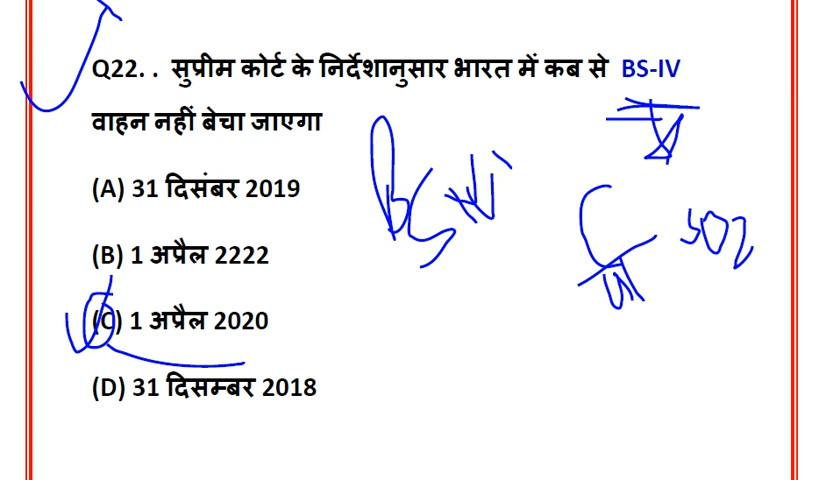 Q22. . सुप्रीम कोर्ट के निर्देशानुसार भारत में कब से BS-IV
वाहन नहीं बेचा जाएगा
(A) 31 दिसंबर 2019
(B) 1 अप्रैल 2222
(C) 1 अप्रैल 2020
(D) 31 दिसम्बर 2018